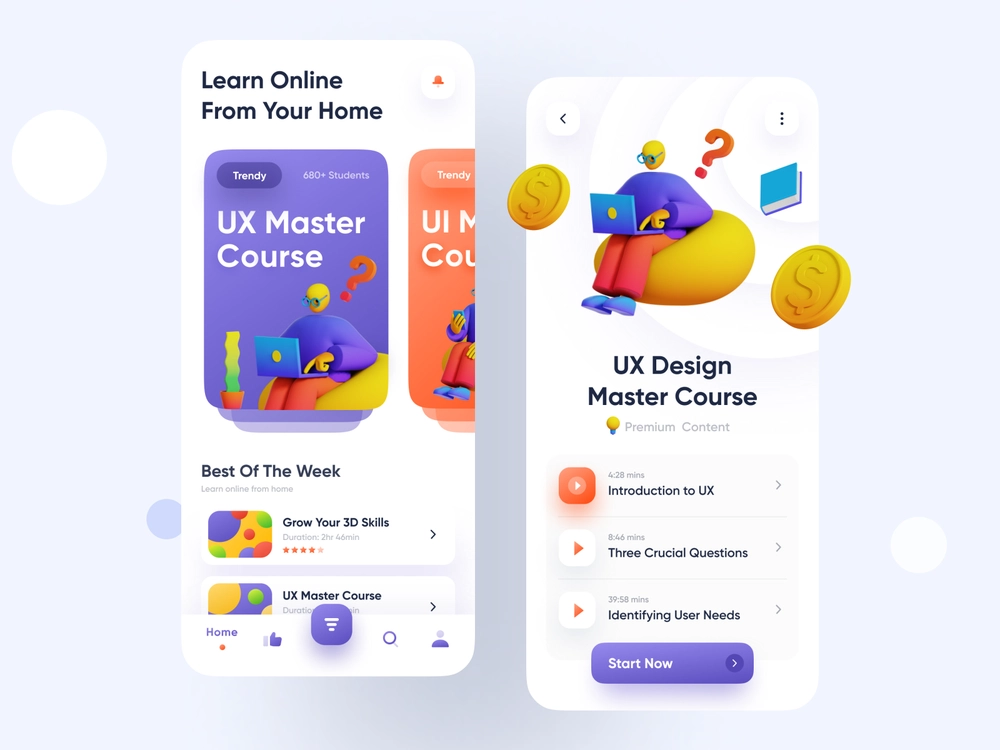 Learn Online
From Your Home
Trendy
680+ Students
UX Master
Course
Trendy
UI M
Cou
Best Of The Week
Learn online from home
Grow Your 3D Skills
Duration: 2hr 46min
UX Master Course
Home
$
$
UX Design
Master Course
Premium Content
4:28 mins
Introduction to UX
8:46 mins
Three Crucial Questions
39:58 mins
Identifying User Needs
Start Now